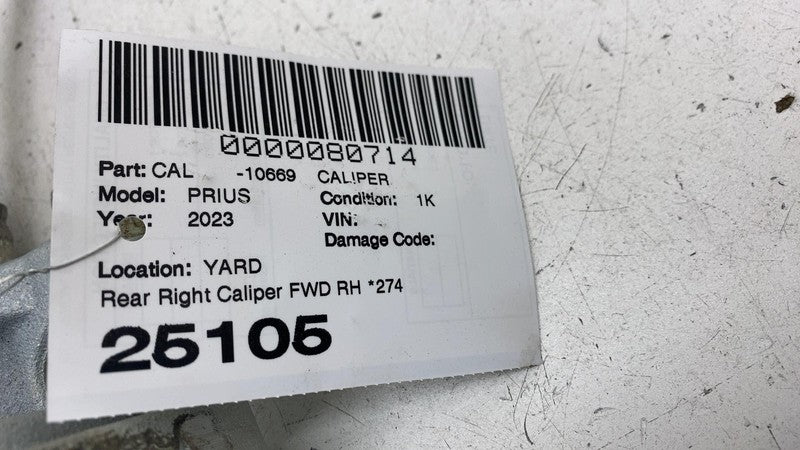 0000080714
Part: CAL -10669 CALIPER
Model: PRIUS Condition: 1K
Year: 2023 VIN:
Damage Code:
Location: YARD
Rear Right Caliper FWD RH *274
25105